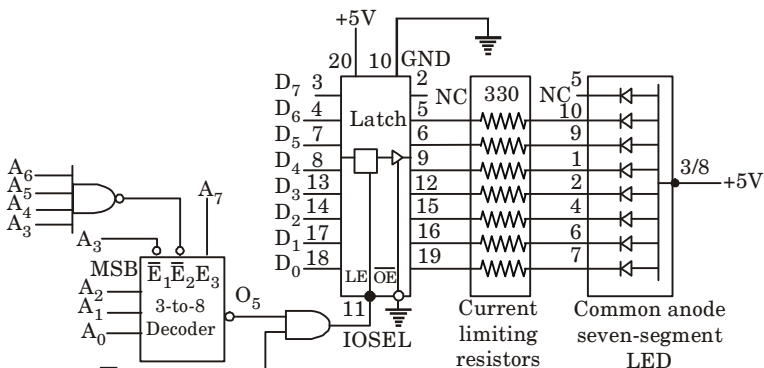 +5V
20 10 GND
D7 3 2
NC 330 NC 5
D6 4 Latch 5 10
D5 7 6 9
D4 8 9 1
A6
A5
A4
A3
D3 13 12 2 3/8 +5V
A7
D2 14 15 4
D1 17 16 6
D0 18 19 7
A3
MSB E̅1 E̅2 E3 LE O̅E̅
A2
A1 3-to-8 O5
A0 Decoder
11
IOSEL
Current
limiting
resistors
Common anode
seven-segment
LED